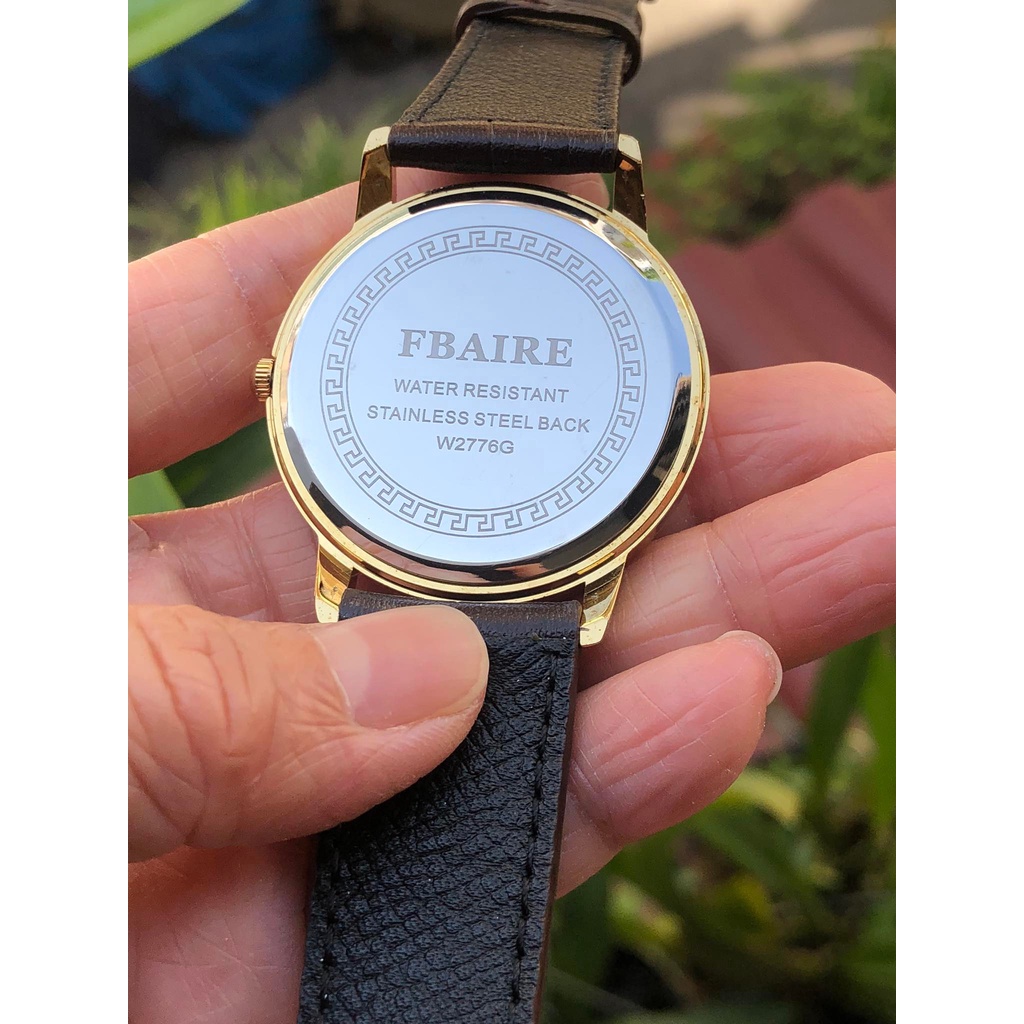 FBAIRE
WATER RESISTANT
STAINLESS STEEL BACK
W2776G